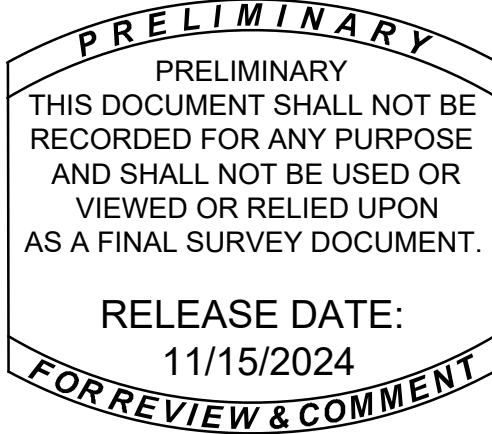 PRELIMINARY
PRELIMINARY
THIS DOCUMENT SHALL NOT BE
RECORDED FOR ANY PURPOSE
AND SHALL NOT BE USED OR
VIEWED OR RELIED UPON
AS A FINAL SURVEY DOCUMENT.
RELEASE DATE:
11/15/2024
FOR REVIEW & COMMENT